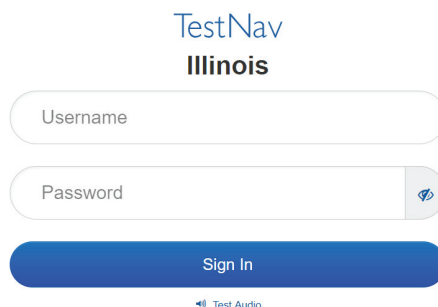 TestNav
Illinois
Username
Password
Sign In
Test Audio